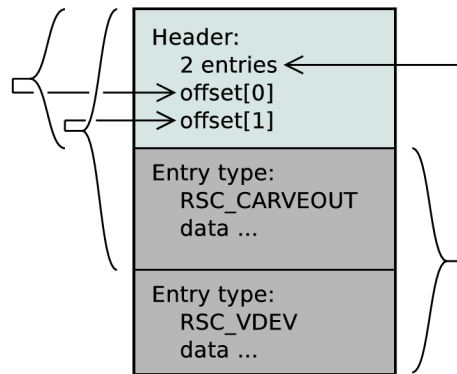 Header:
2 entries
offset[0]
offset[1]
Entry type:
RSC_CARVEOUT
data ...
Entry type:
RSC_VDEV
data ...